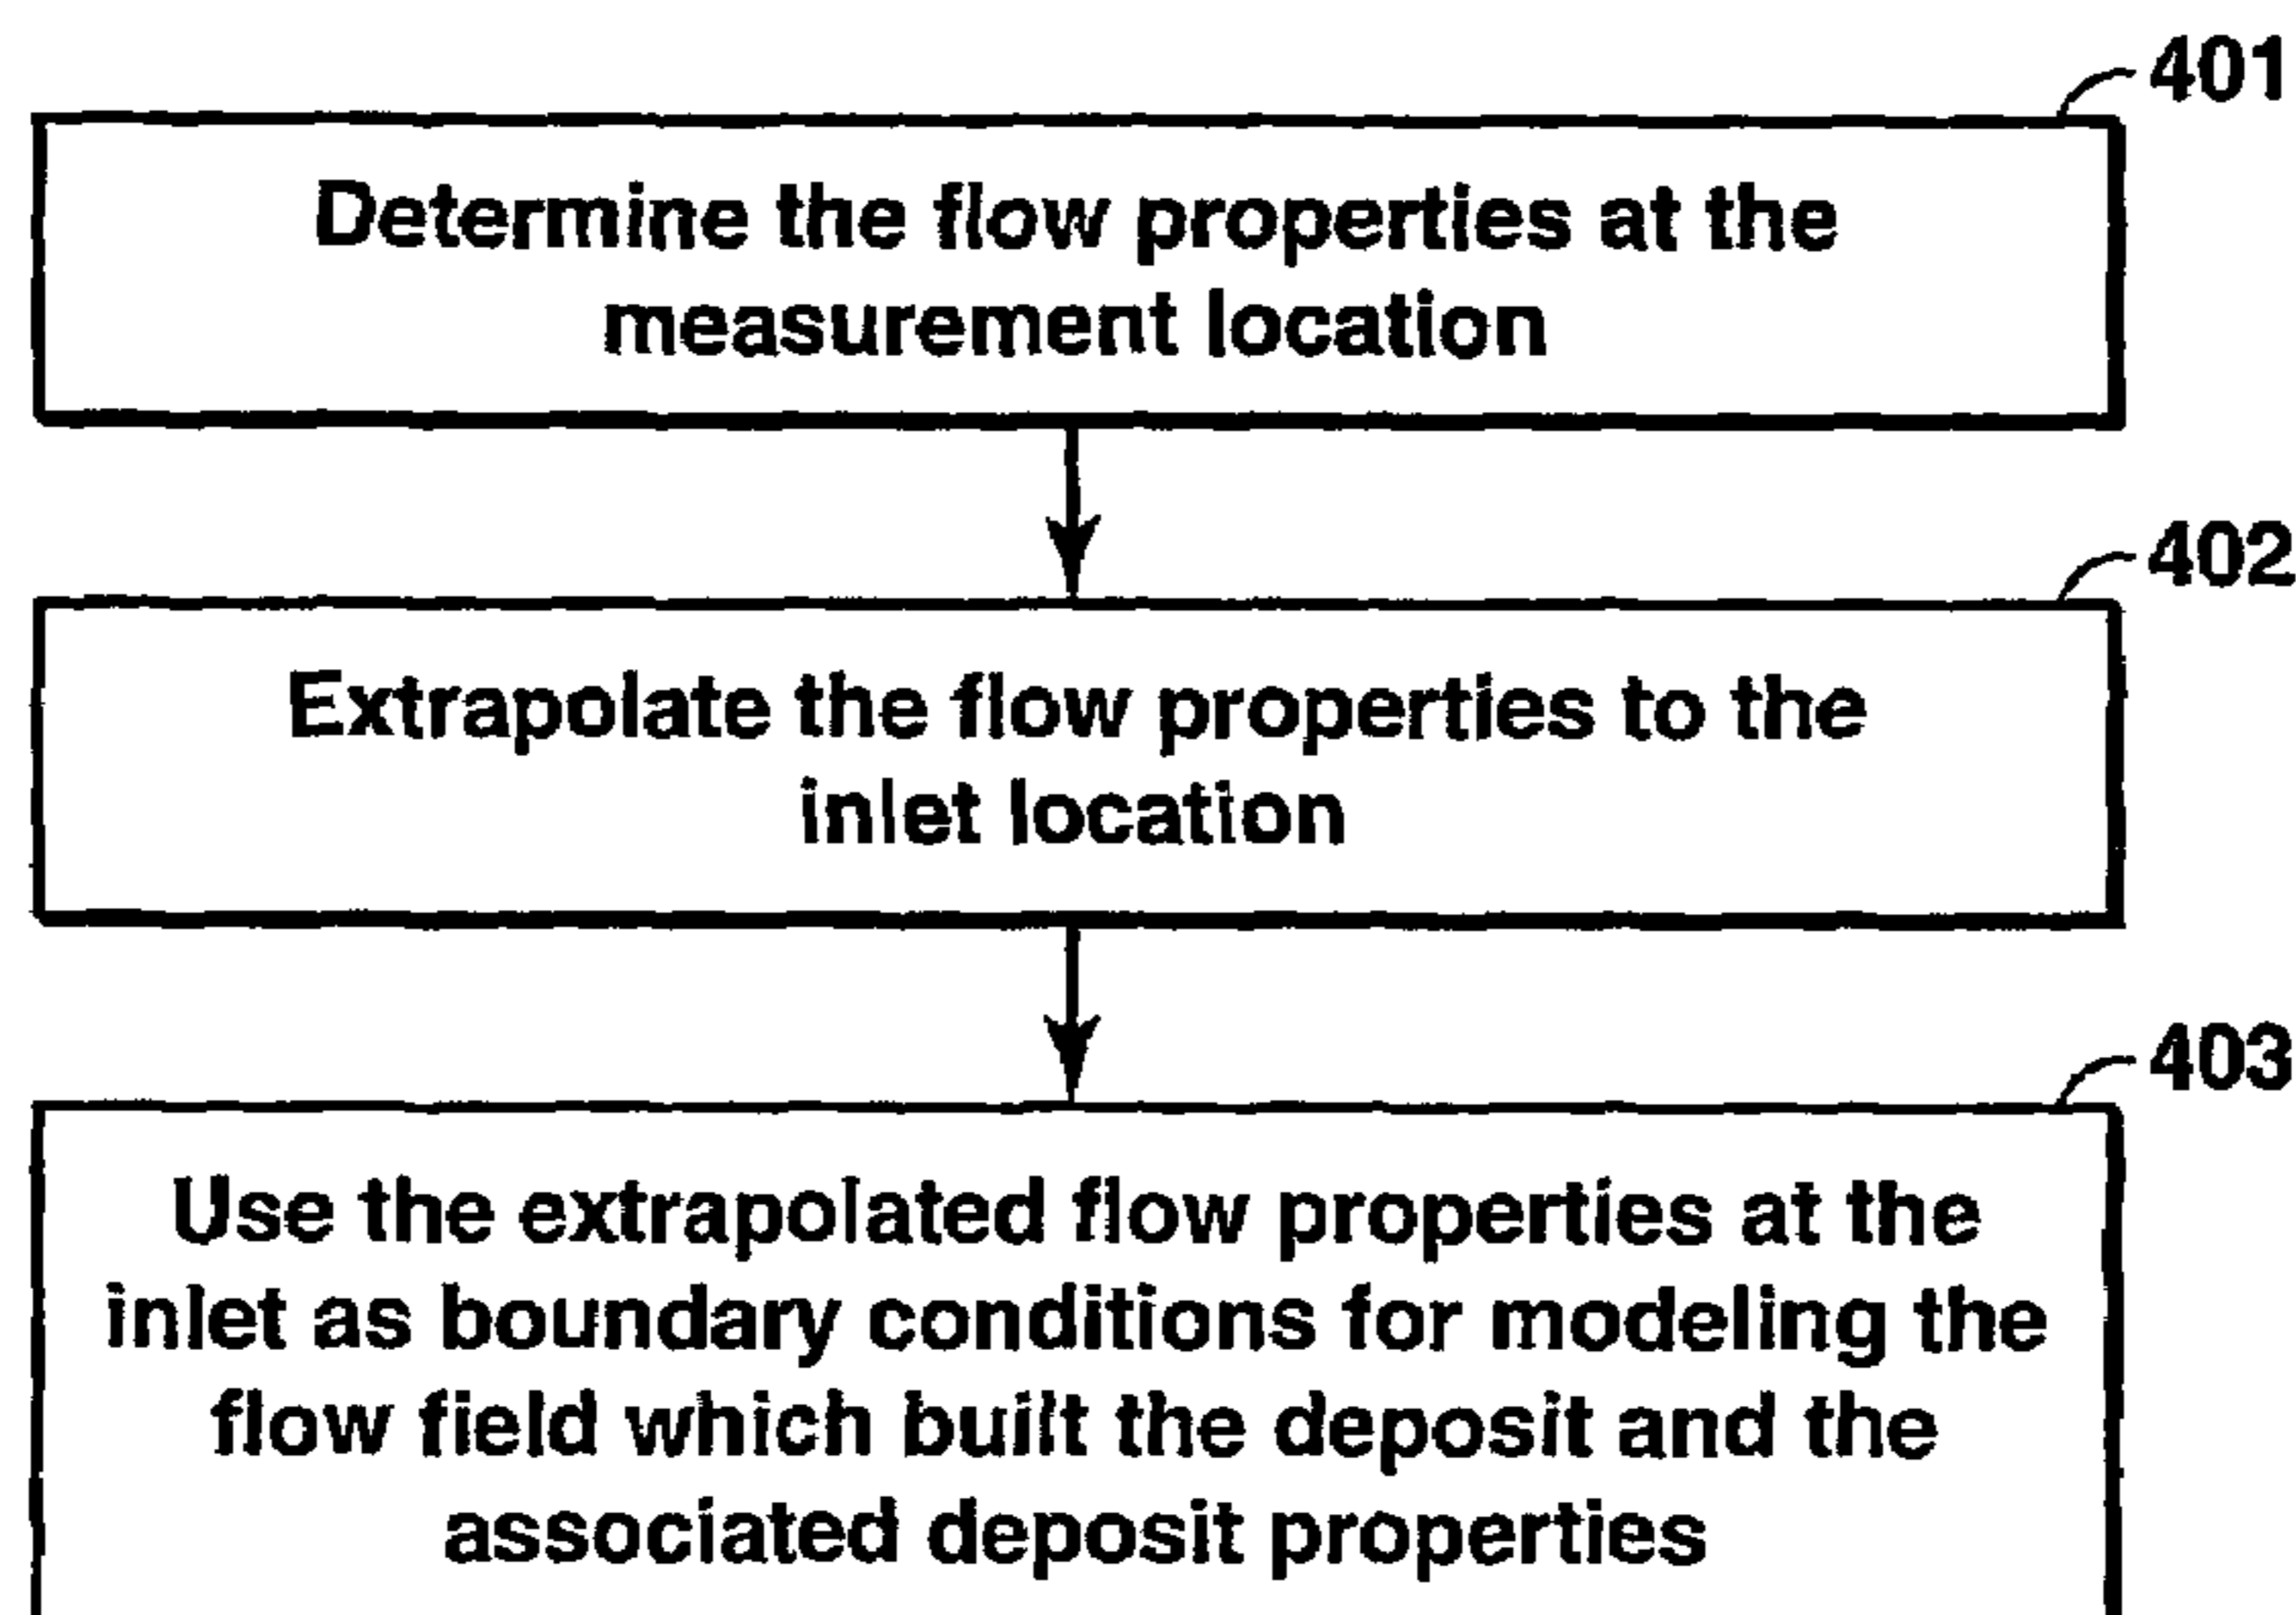 401
Determine the flow properties at the
measurement location
402
Extrapolate the flow properties to the
inlet location
403
Use the extrapolated flow properties at the
inlet as boundary conditions for modeling the
flow field which built the deposit and the
associated deposit properties